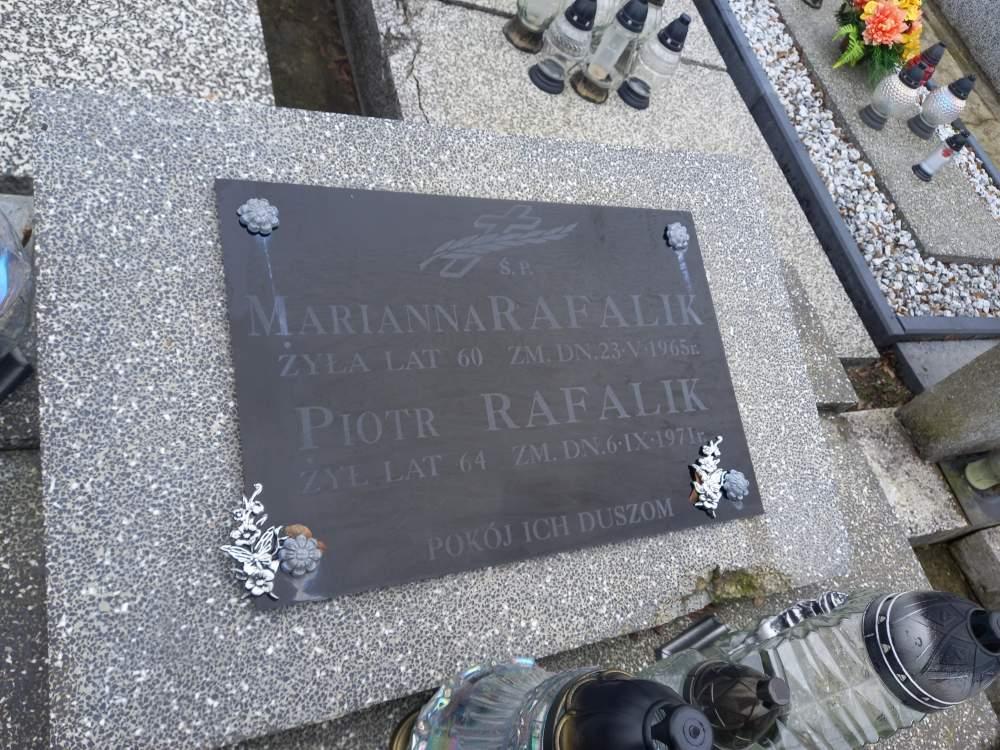 Ś. P.
MARIANNA RAFALIK
ŻYŁA LAT 60 ZM. DN. 23·V·1965r.
PIOTR RAFALIK
ŻYŁ LAT 64 ZM. DN. 6·IX·1971r.
POKÓJ ICH DUSZOM